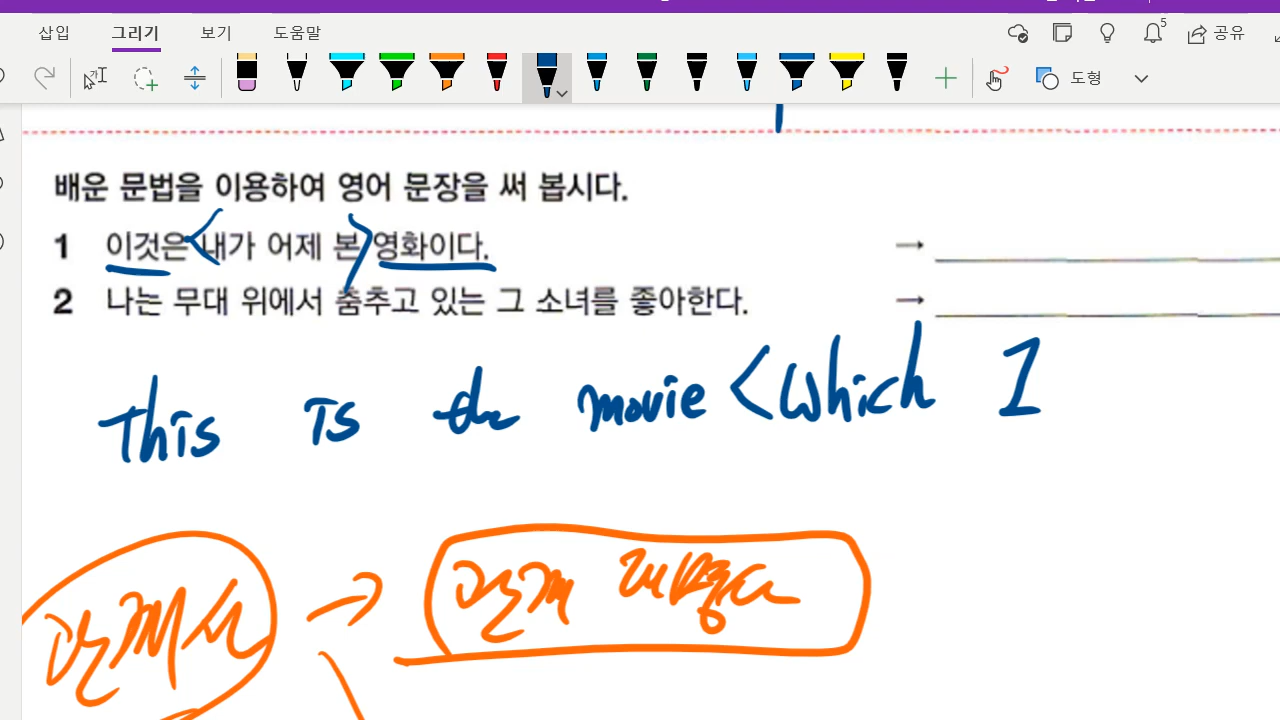 삽입 그리기 보기 도움말 5 공유
가 도형
배운 문법을 이용하여 영어 문장을 써 봅시다.
1 이것은 내가 어제 본 영화이다. →
2 나는 무대 위에서 춤추고 있는 그 소녀를 좋아한다. →
This is the movie <which I
관계사 → 관계 대명사